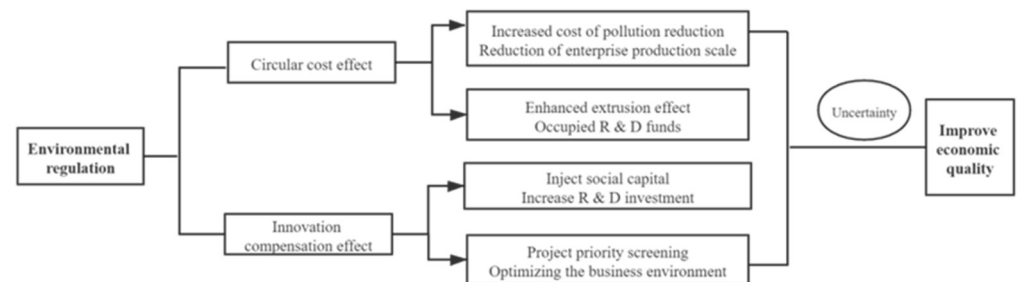 Environmental
regulation
Circular cost effect
Innovation
compensation effect
Increased cost of pollution reduction
Reduction of enterprise production scale
Enhanced extrusion effect
Occupied R & D funds
Inject social capital
Increase R & D investment
Project priority screening
Optimizing the business environment
Uncertainty
Improve
economic
quality